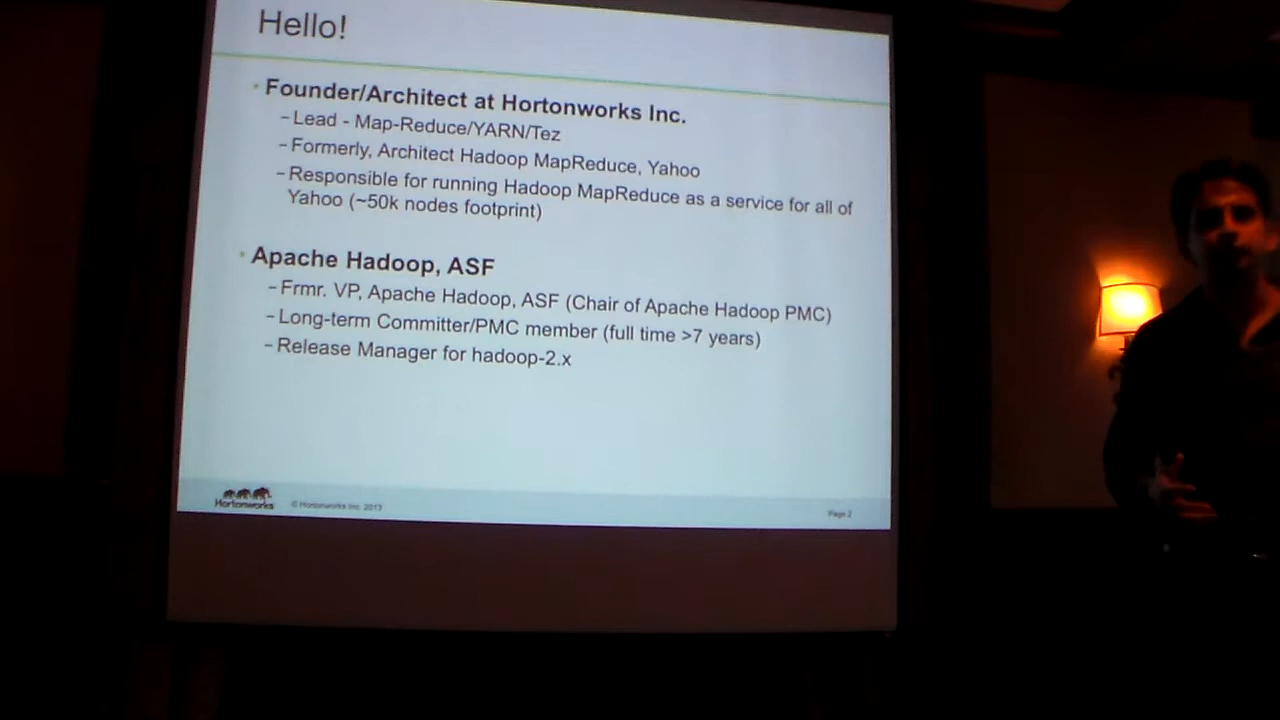 Hello!
Founder/Architect at Hortonworks Inc.
–Lead - Map-Reduce/YARN/Tez
–Formerly, Architect Hadoop MapReduce, Yahoo
–Responsible for running Hadoop MapReduce as a service for all of
Yahoo (~50k nodes footprint)
Apache Hadoop, ASF
–Frmr. VP, Apache Hadoop, ASF (Chair of Apache Hadoop PMC)
–Long-term Committer/PMC member (full time >7 years)
–Release Manager for hadoop-2.x
Hortonworks
© Hortonworks Inc. 2013
Page 2